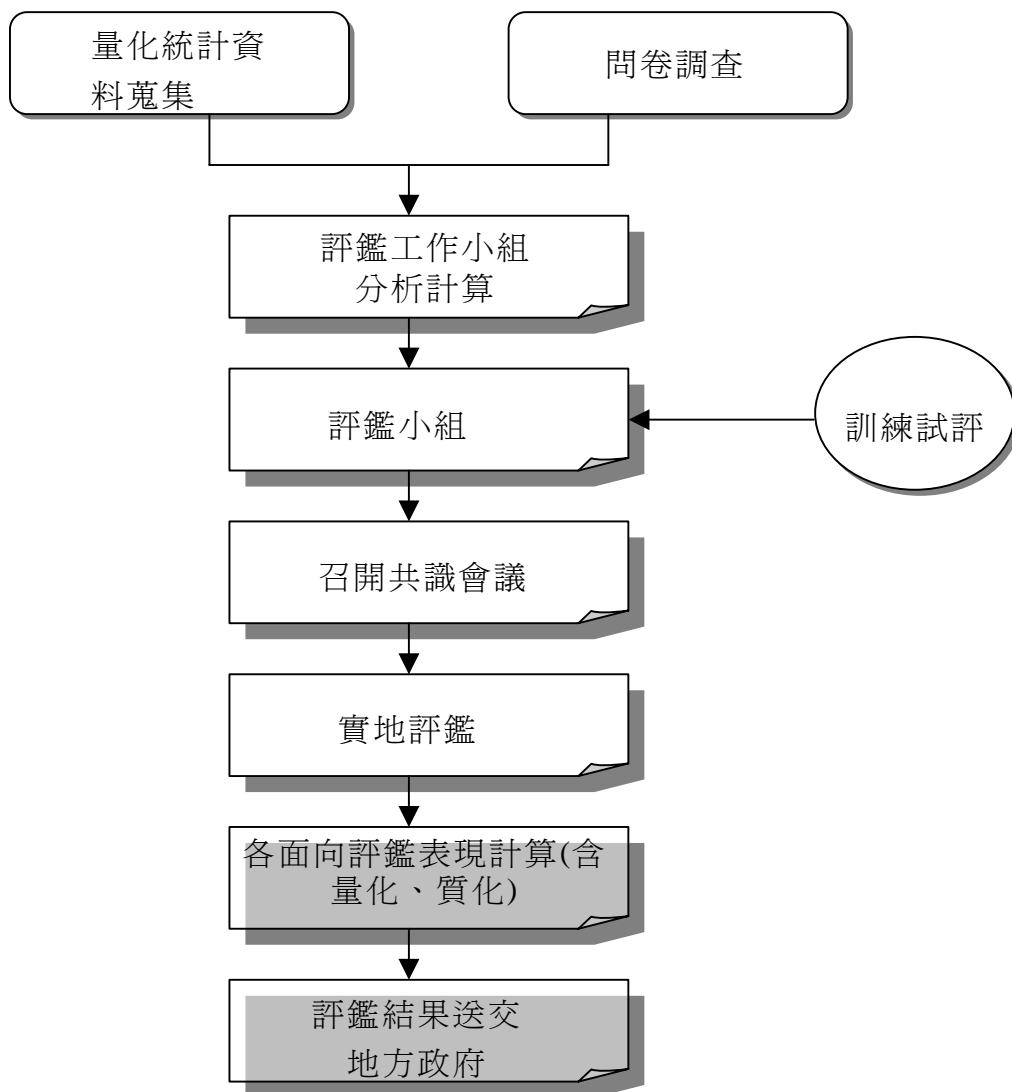 量化統計資
料蒐集
問卷調查
評鑑工作小組
分析計算
評鑑小組
訓練試評
召開共識會議
實地評鑑
各面向評鑑表現計算(含
量化、質化)
評鑑結果送交
地方政府